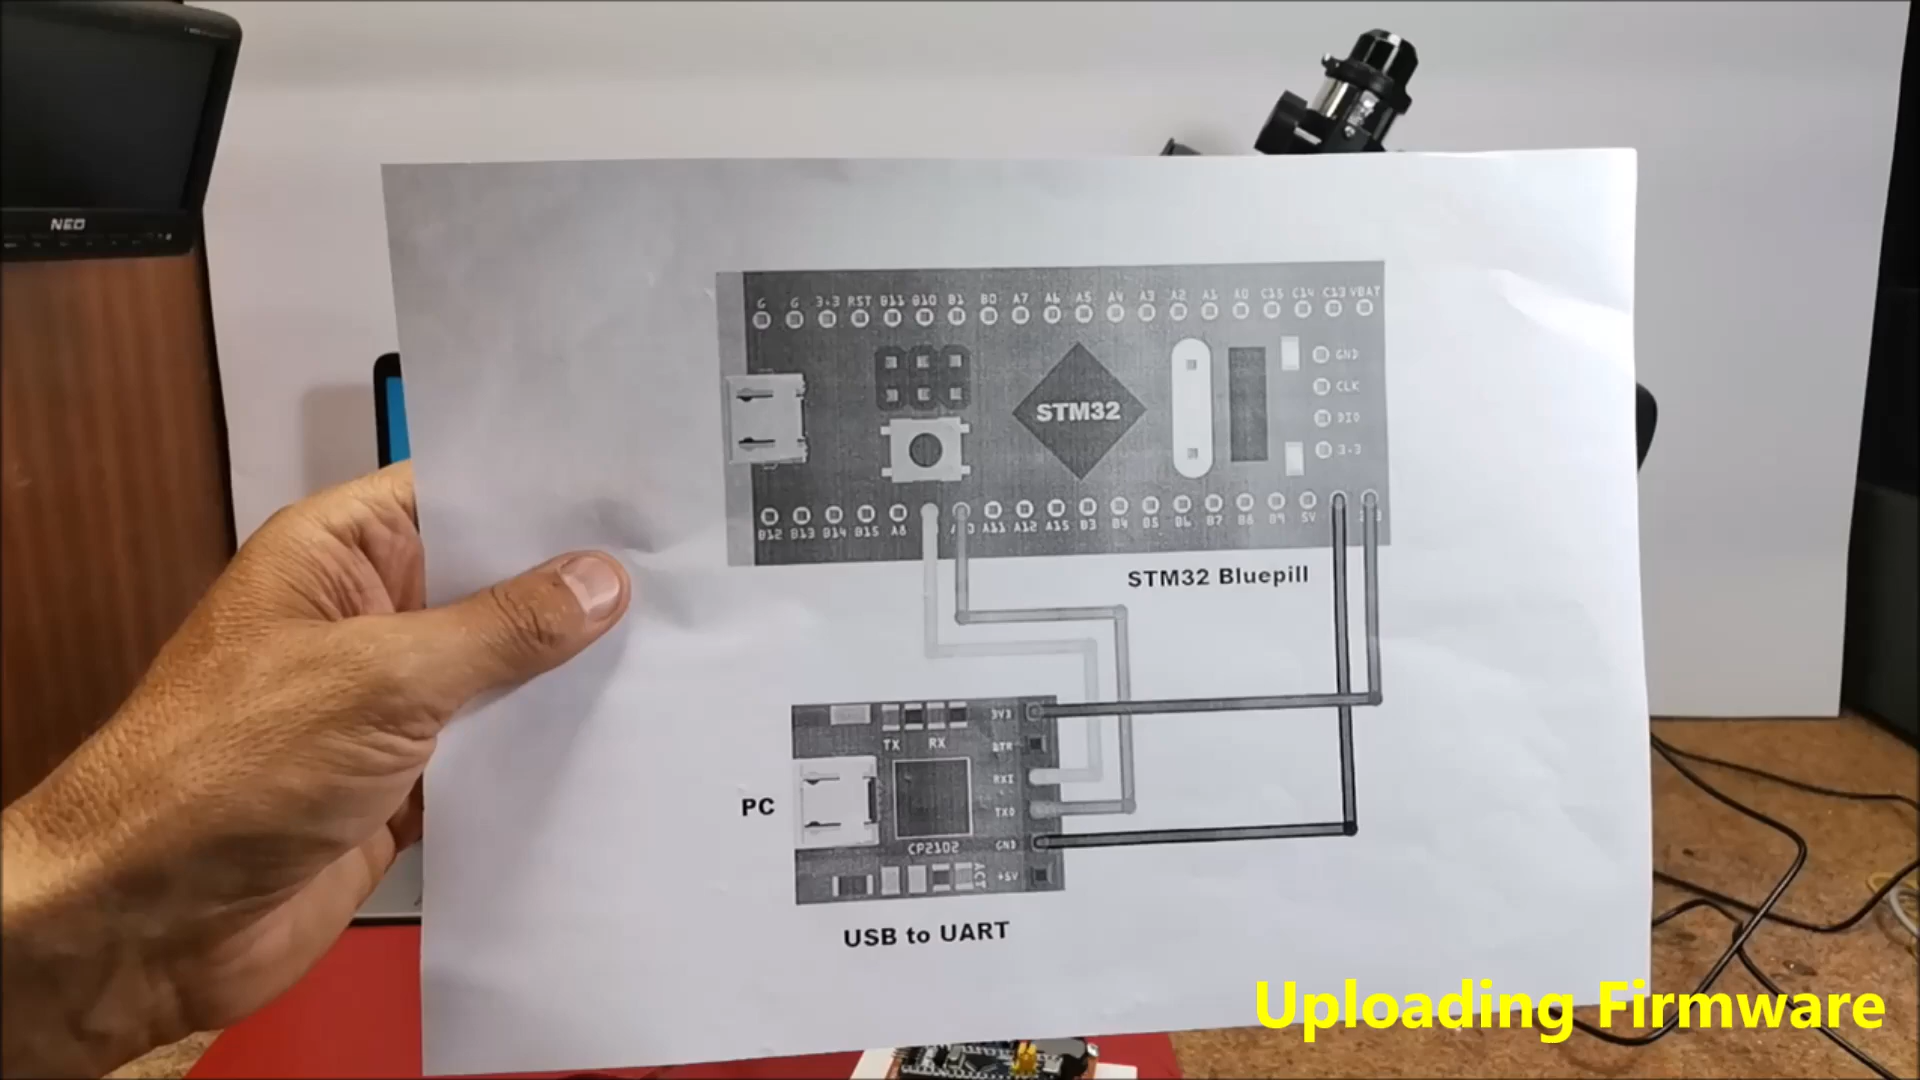 NEO
G G 3.3 RST B11 B10 B1 B0 A7 A6 A5 A4 A3 A2 A1 A0 C15 C14 C13 VBAT
GND
CLK
STM32
DIO
3.3
B12 B13 B14 B15 A8 A11 A12 A15 B3 B4 B5 B6 B7 B8 B9 5V
STM32 Bluepill
3V3
TX RX
DTR
RXI
PC
TXO
GND
CP2102
ACT
+5V
USB to UART
Uploading Firmware